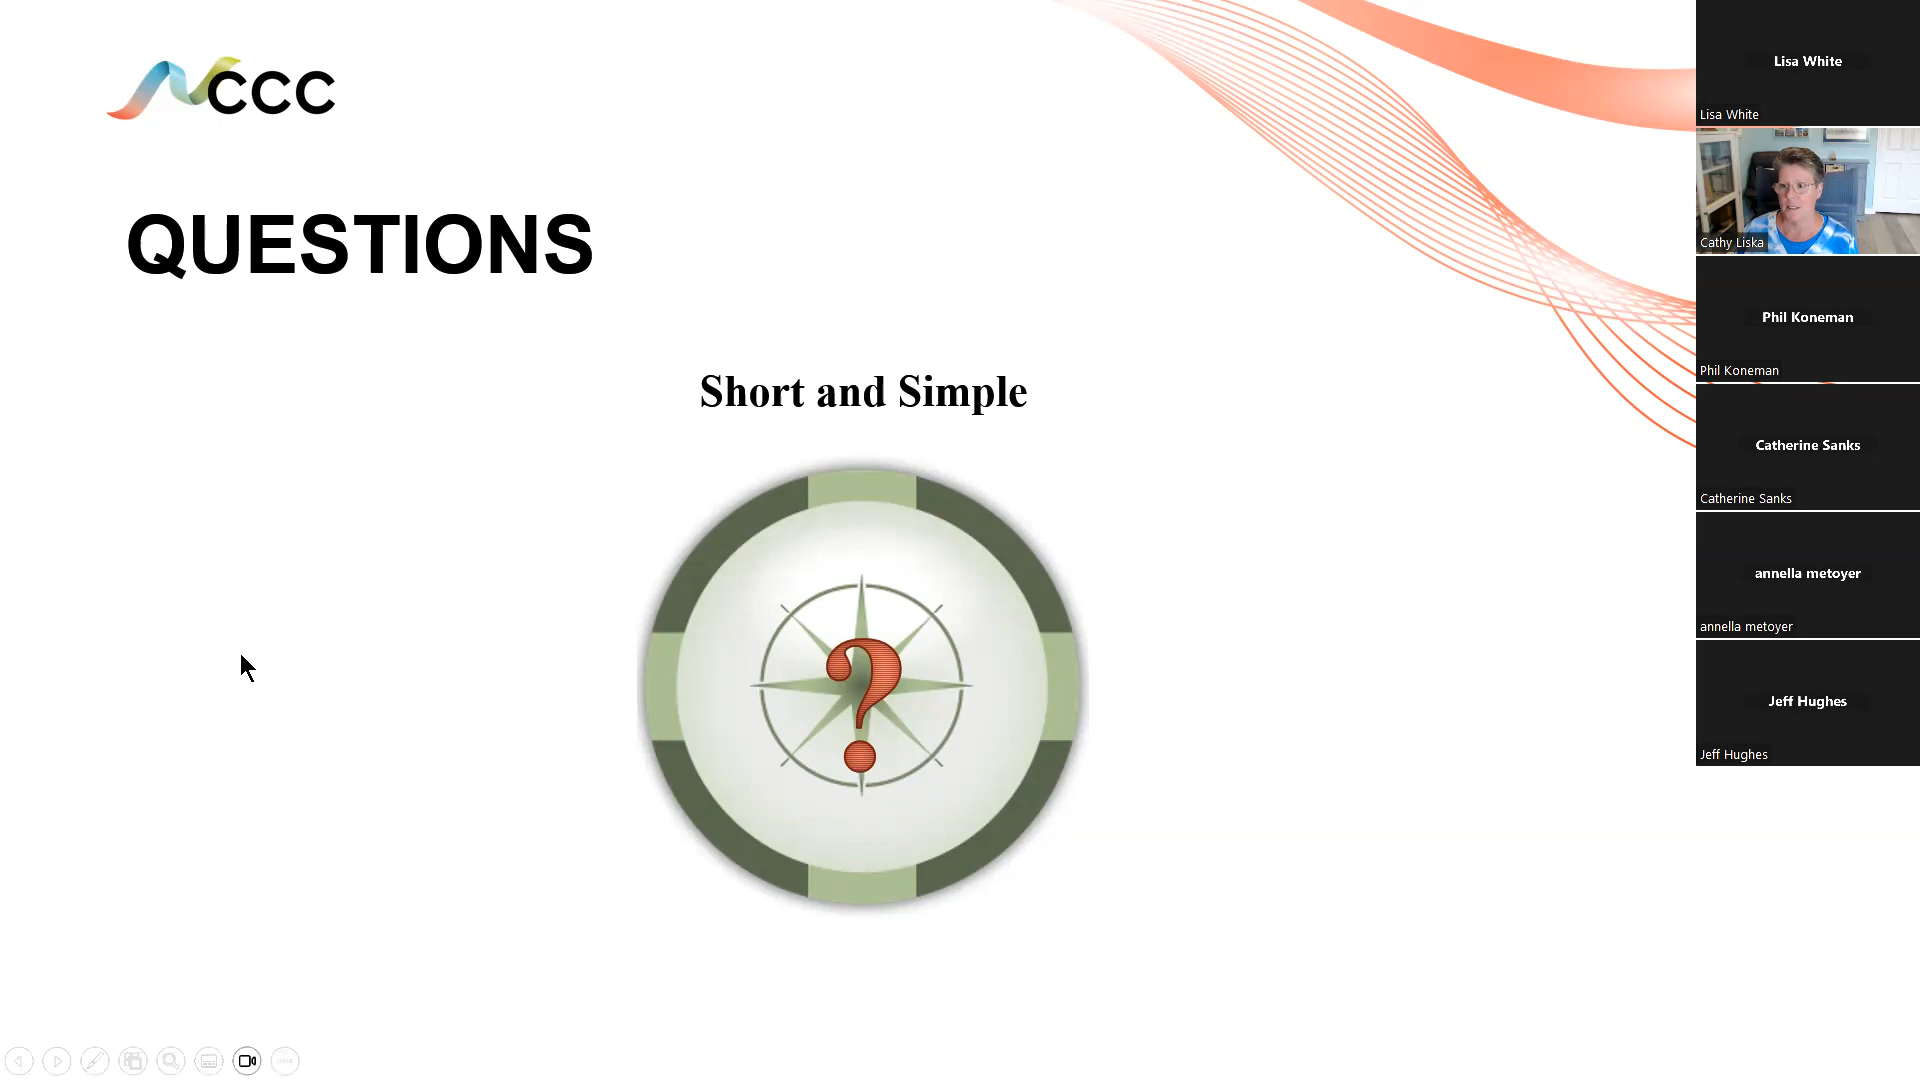 NCCC
QUESTIONS
Short and Simple
?
Lisa White
Lisa White
Cathy Liska
Phil Koneman
Phil Koneman
Catherine Sanks
Catherine Sanks
annella metoyer
annella metoyer
Jeff Hughes
Jeff Hughes